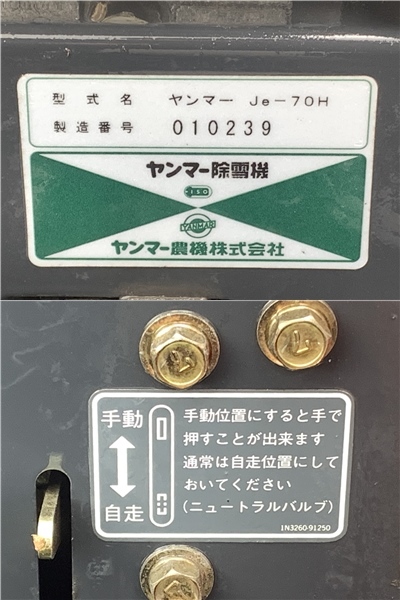 型式名 ヤンマー Je-70H
製造番号 010239
ヤンマー除雪機
ISO
YANMAR
ヤンマー農機株式会社
手動
自走
手動位置にすると手で
押すことが出来ます
通常は自走位置にして
おいてください
(ニュートラルバルブ)
1N3260-91250